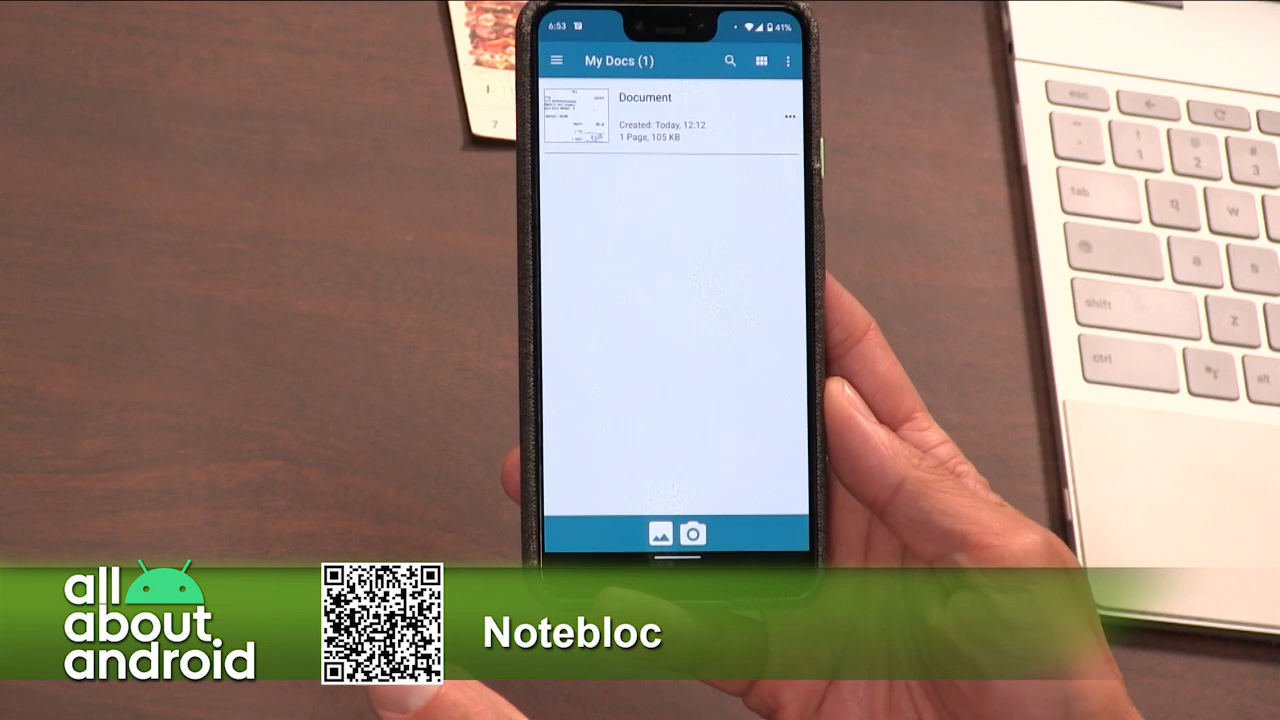 6:53
41%
My Docs (1)
Document
Created: Today, 12:12
1 Page, 105 KB
7
esc
!
1
@
2
#
3
tab
q
w
a
s
shift
z
ctrl
alt
all
about
android
Notebloc